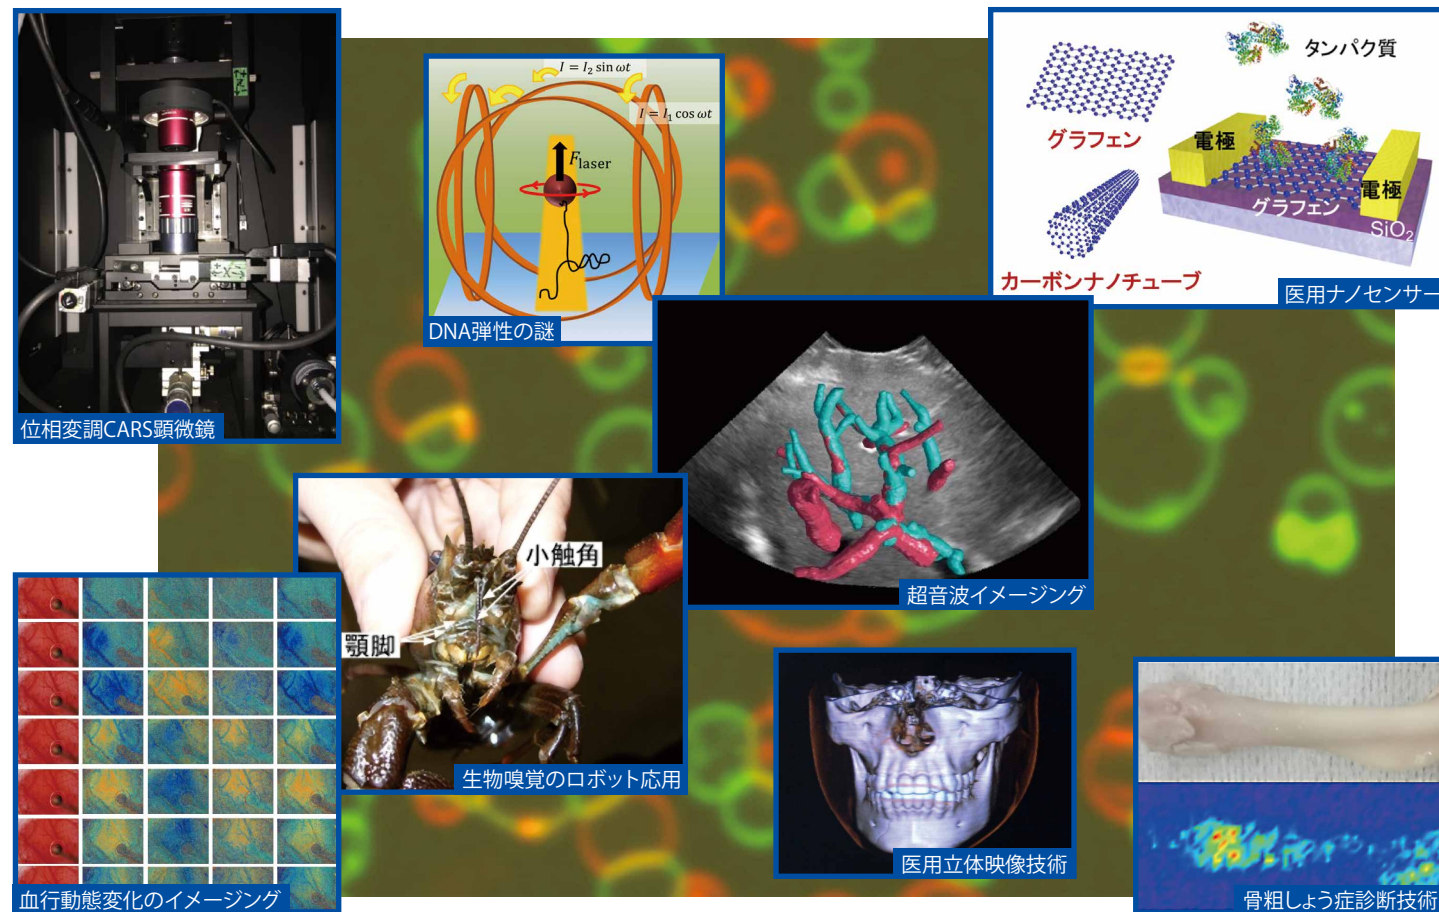 位相変調CARS顕微鏡
I = I₂ sin ωt
I = I₁ cos ωt
F_laser
DNA弾性の謎
タンパク質
グラフェン
電極
電極
グラフェン
SiO₂
カーボンナノチューブ
医用ナノセンサー
超音波イメージング
小触角
顎脚
生物嗅覚のロボット応用
血行動態変化のイメージング
医用立体映像技術
骨粗しょう症診断技術